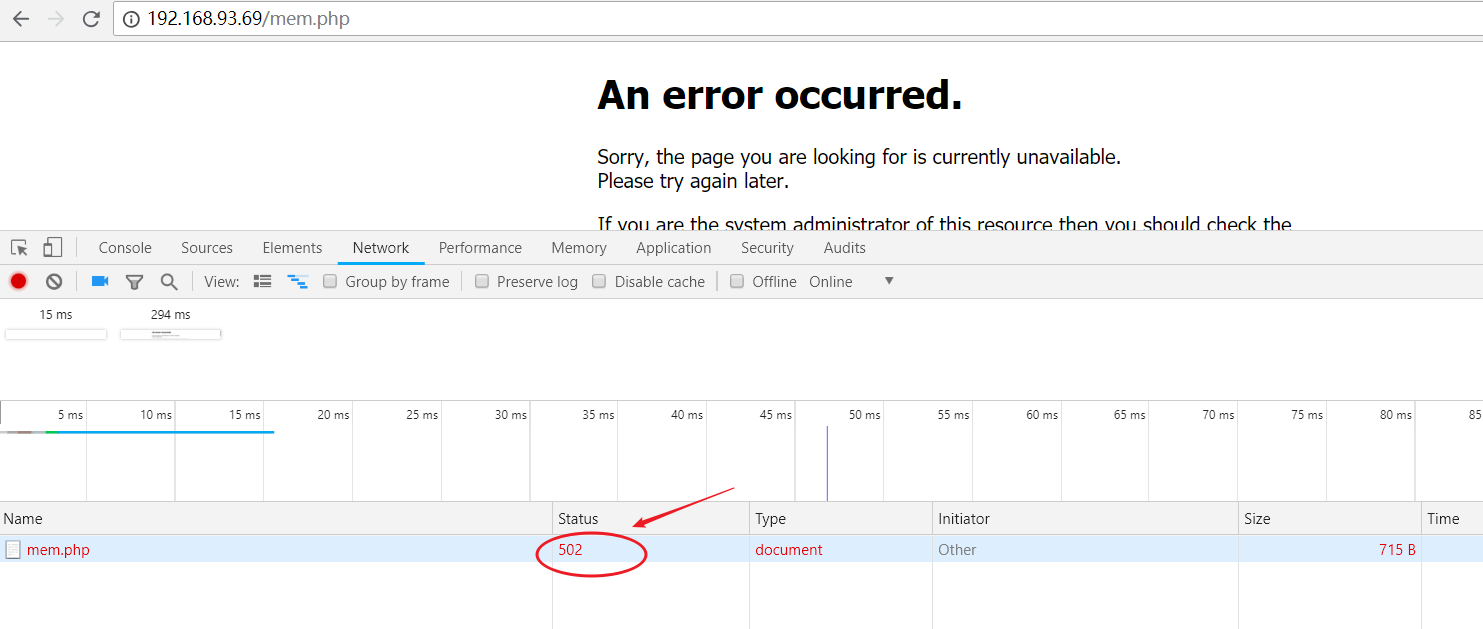 192.168.93.69/mem.php
An error occurred.
Sorry, the page you are looking for is currently unavailable.
Please try again later.
If you are the system administrator of this resource then you should check the
Console Sources Elements Network Performance Memory Application Security Audits
View: Group by frame Preserve log Disable cache Offline Online
15 ms 294 ms
5 ms 10 ms 15 ms 20 ms 25 ms 30 ms 35 ms 40 ms 45 ms 50 ms 55 ms 60 ms 65 ms 70 ms 75 ms 80 ms 85
Name Status Type Initiator Size Time
mem.php 502 document Other 715 B